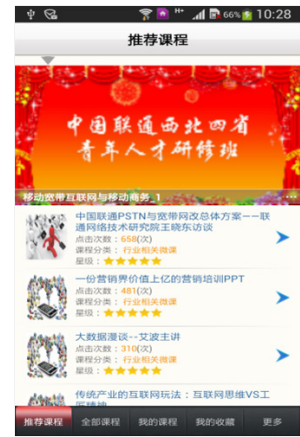 H+ 66% 10:28
推荐课程
中国联通西北四省
青年人才研修班
移动宽带互联网与移动商务_1
中国联通PSTN与宽带网改总体方案——联
通网络技术研究院王晓东访谈
点击次数：658(次)
课程分类：行业相关微课
星级：
一份营销界价值上亿的营销培训PPT
点击次数：481(次)
课程分类：行业相关微课
星级：
大数据漫谈--艾波主讲
点击次数：310(次)
课程分类：行业相关微课
星级：
传统产业的互联网玩法：互联网思维VS工
推荐课程 全部课程 我的课程 我的收藏 更多